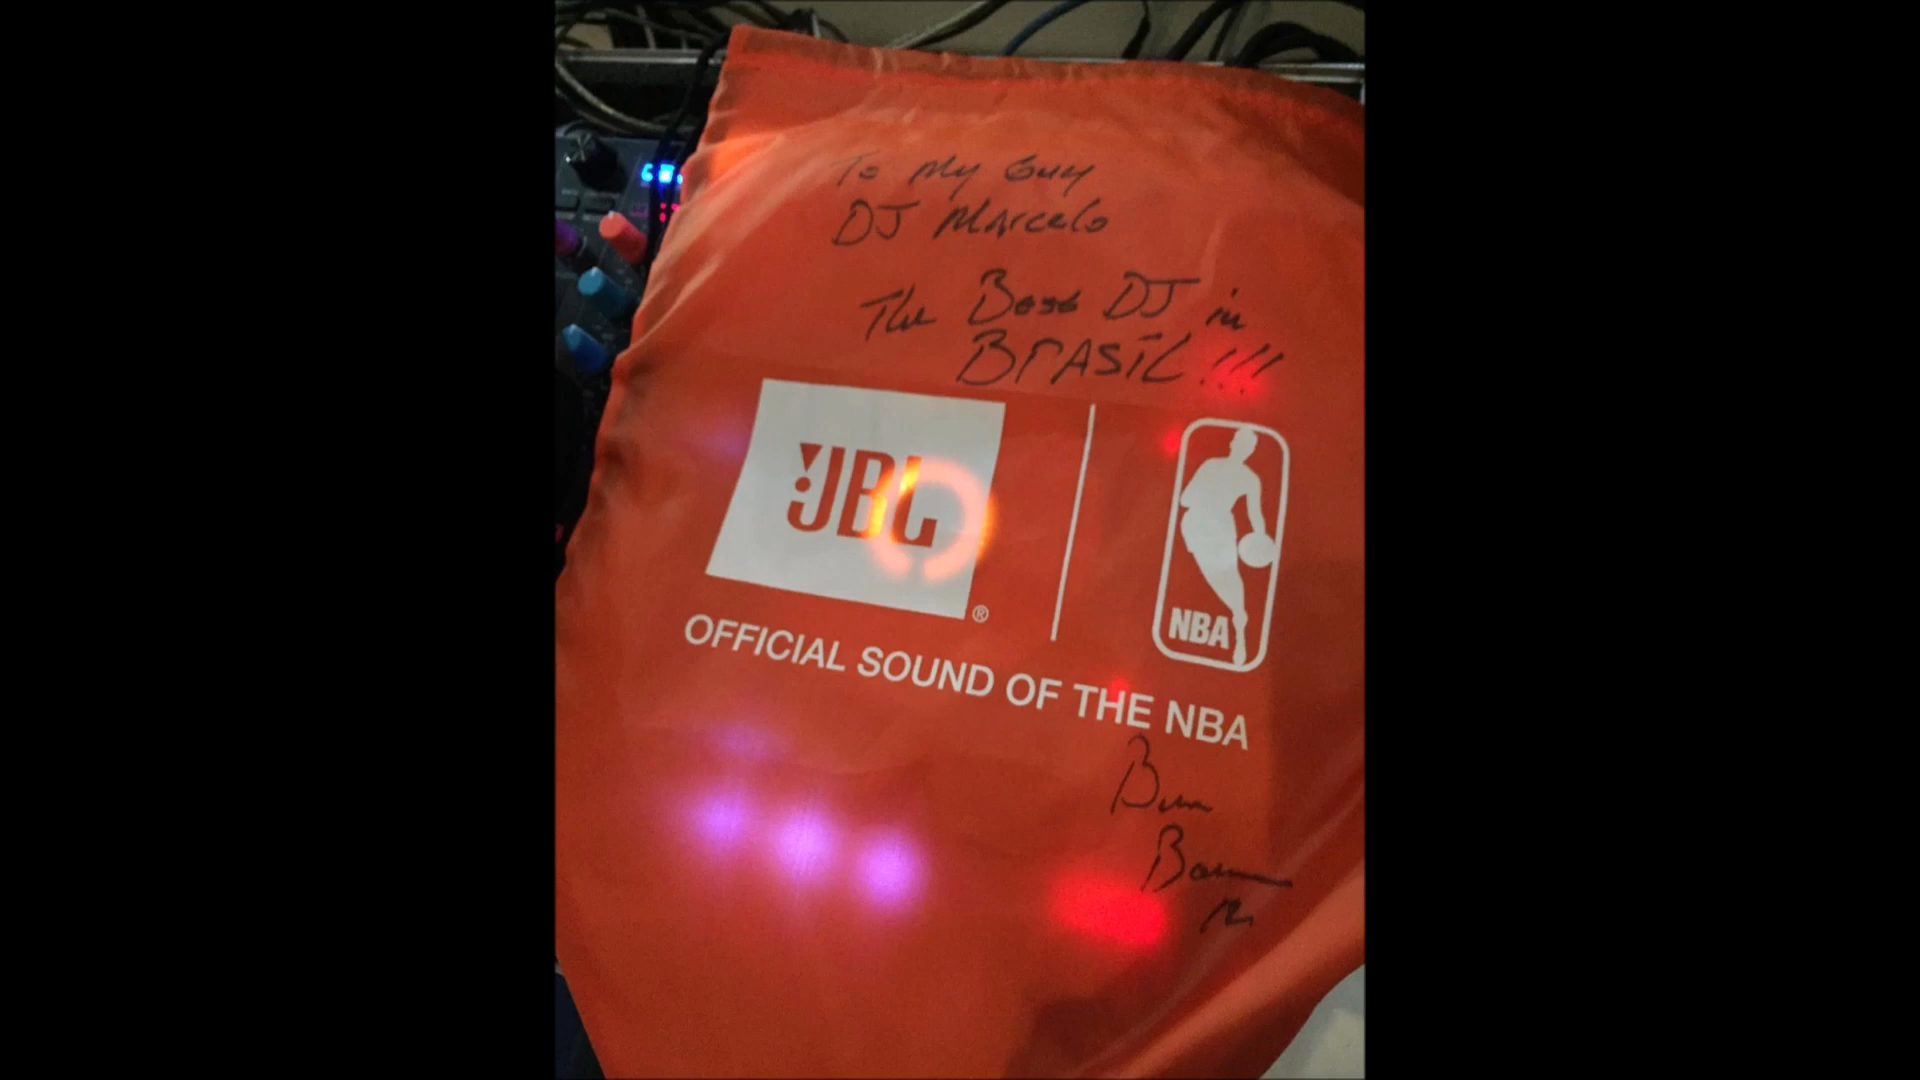 To My Guy
DJ Marcelo
The Best DJ in
BrASIL!!!
JBL
®
NBA
OFFICIAL SOUND OF THE NBA